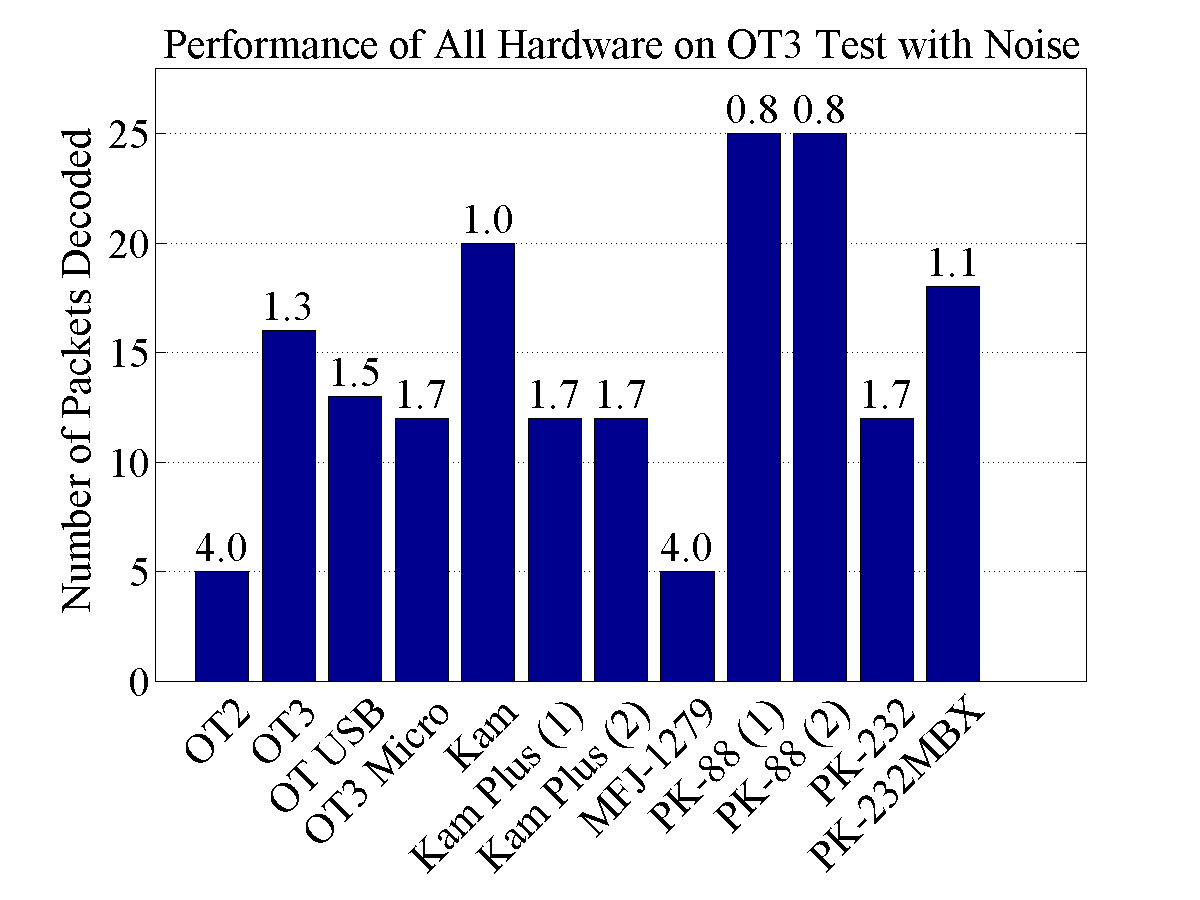 Performance of All Hardware on OT3 Test with Noise
Number of Packets Decoded
25
20
15
10
5
0
4.0
1.3
1.5
1.7
1.0
1.7
1.7
4.0
0.8
0.8
1.7
1.1
OT2
OT3
OT USB
OT3 Micro
Kam
Kam Plus (1)
Kam Plus (2)
MFJ-1279
PK-88 (1)
PK-88 (2)
PK-232
PK-232MBX